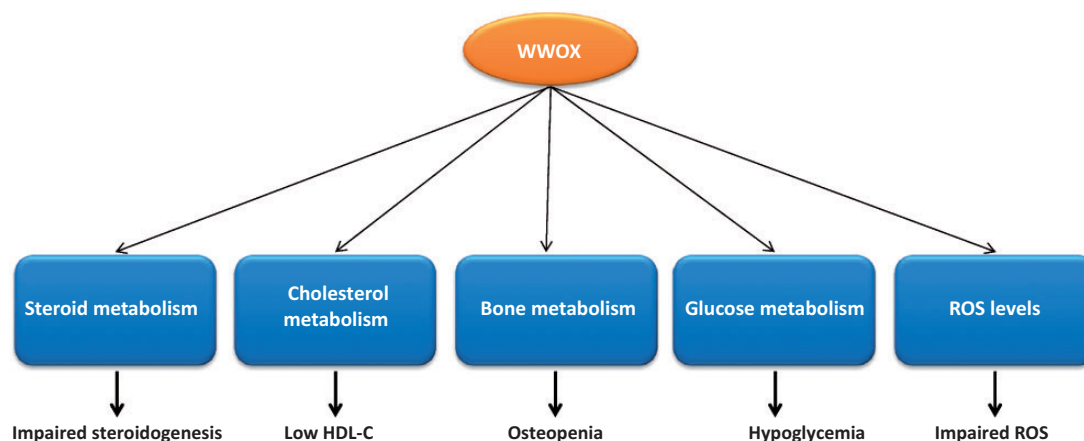 WWOX
Steroid metabolism
Cholesterol
metabolism
Bone metabolism
Glucose metabolism
ROS levels
Impaired steroidogenesis
Low HDL-C
Osteopenia
Hypoglycemia
Impaired ROS